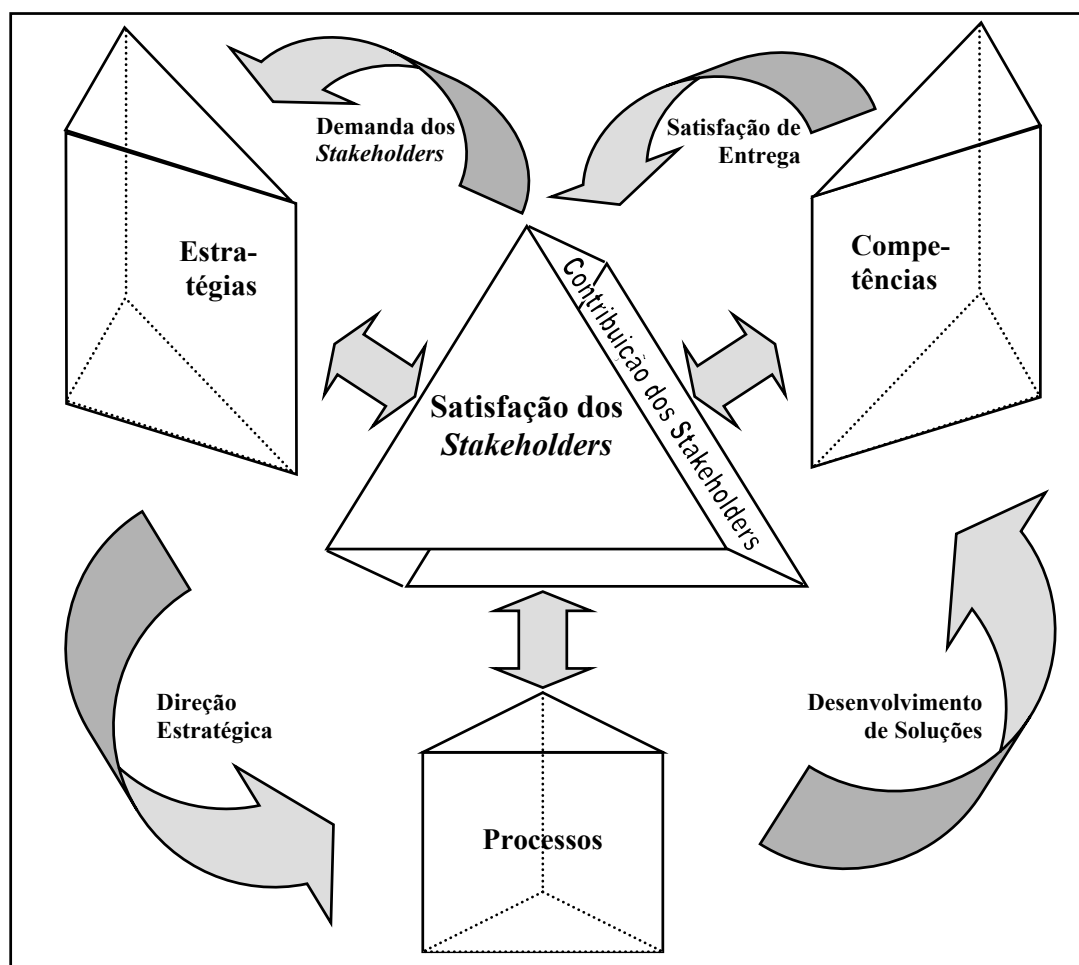 Demanda dos
Stakeholders
Satisfação de
Entrega
Estra-
tégias
Compe-
tências
Contribuição dos Stakeholders
Satisfação dos
Stakeholders
Direção
Estratégica
Desenvolvimento
de Soluções
Processos